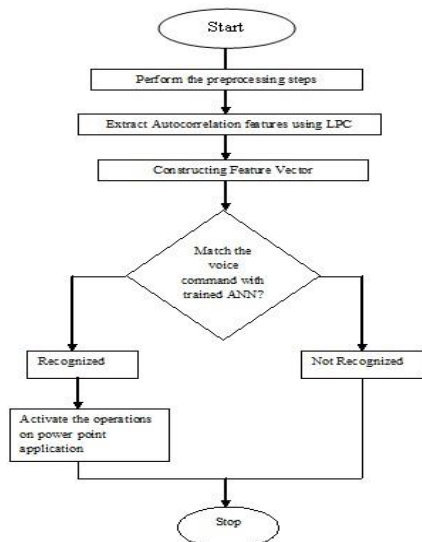 Start
Perform the preprocessing steps
Extract Autocorrelation features using LPC
Constructing Feature Vector
Match the
voice
command with
trained ANN?
Recognized
Not Recognized
Activate the operations
on power point
application
Stop